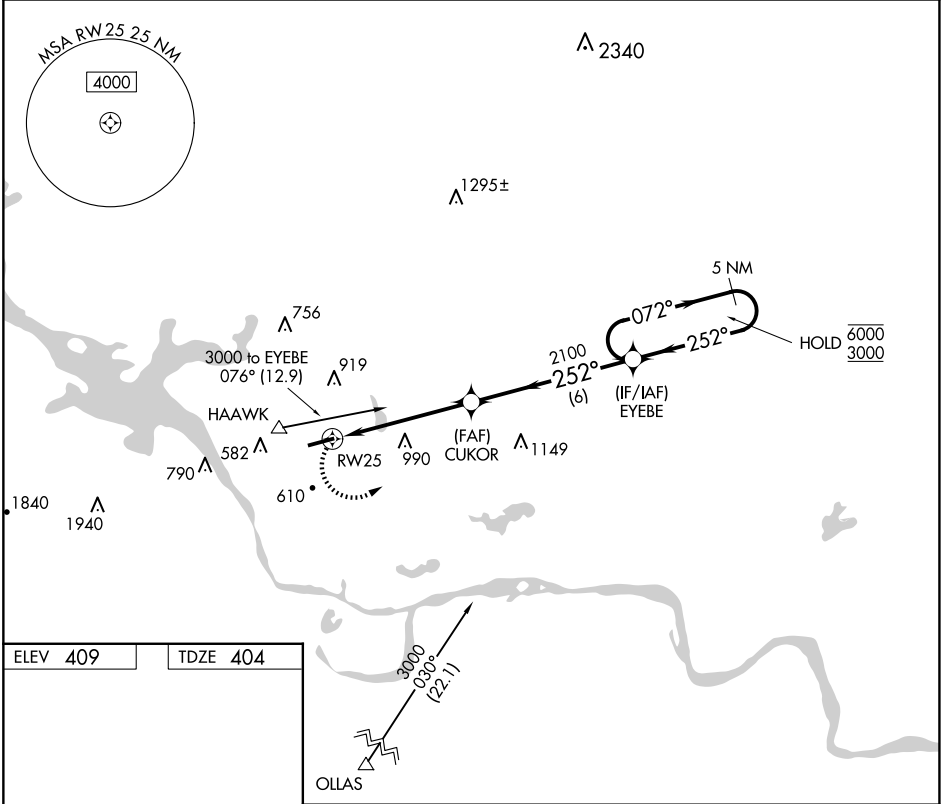 MSA RW25 25 NM
4000
2340
1295±
5 NM
072°
252°
HOLD 6000
3000
756
3000 to EYEBE
076° (12.9)
919
2100
252°
(6)
(IF/IAF)
EYEBE
HAAWK
(FAF)
CUKOR
RW25
990
1149
582
790
610
1840
1940
ELEV 409
TDZE 404
3000
030°
(22.1)
OLLAS